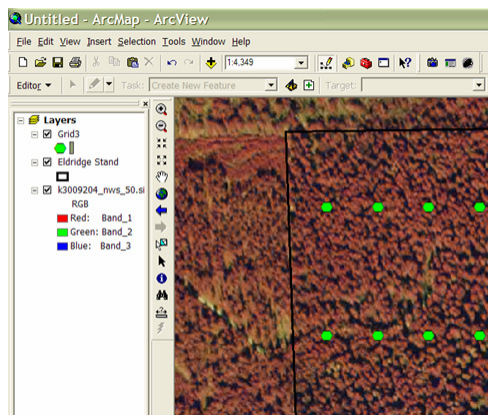 Untitled - ArcMap - ArcView
File Edit View Insert Selection Tools Window Help
1:4,349
Editor Task: Create New Feature Target:
Layers
Grid3
Eldridge Stand
k3009204_nws_50.si
RGB
Red: Band_1
Green: Band_2
Blue: Band_3